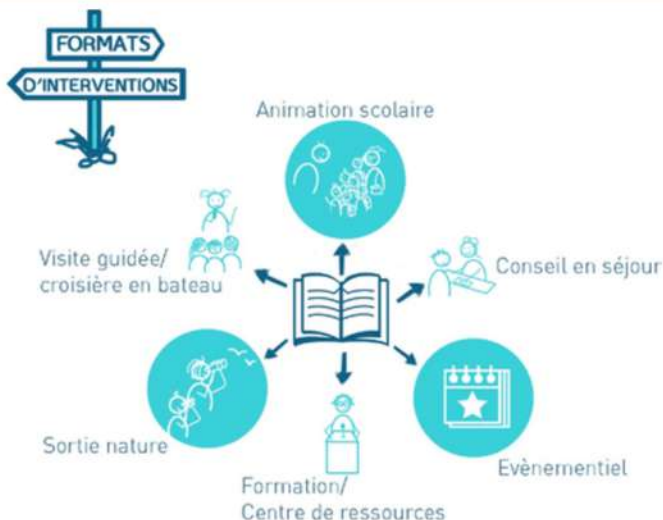 FORMATS
D'INTERVENTIONS
Animation scolaire
Visite guidée/
croisière en bateau
Conseil en séjour
Sortie nature
Evènementiel
Formation/
Centre de ressources